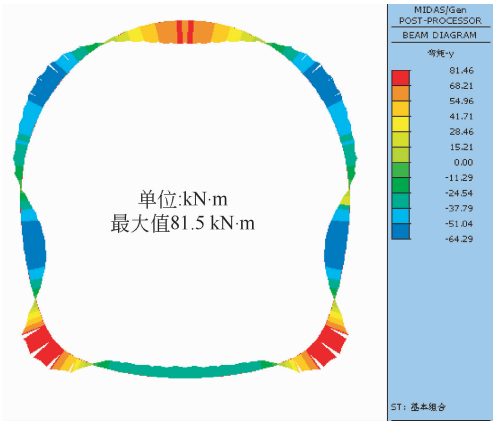 MIDAS/Gen
POST-PROCESSOR
BEAM DIAGRAM
弯矩-y
81.46
68.21
54.96
41.71
28.46
15.21
0.00
-11.29
-24.54
-37.79
-51.04
-64.29
单位:kN·m
最大值81.5 kN·m
ST: 基本组合